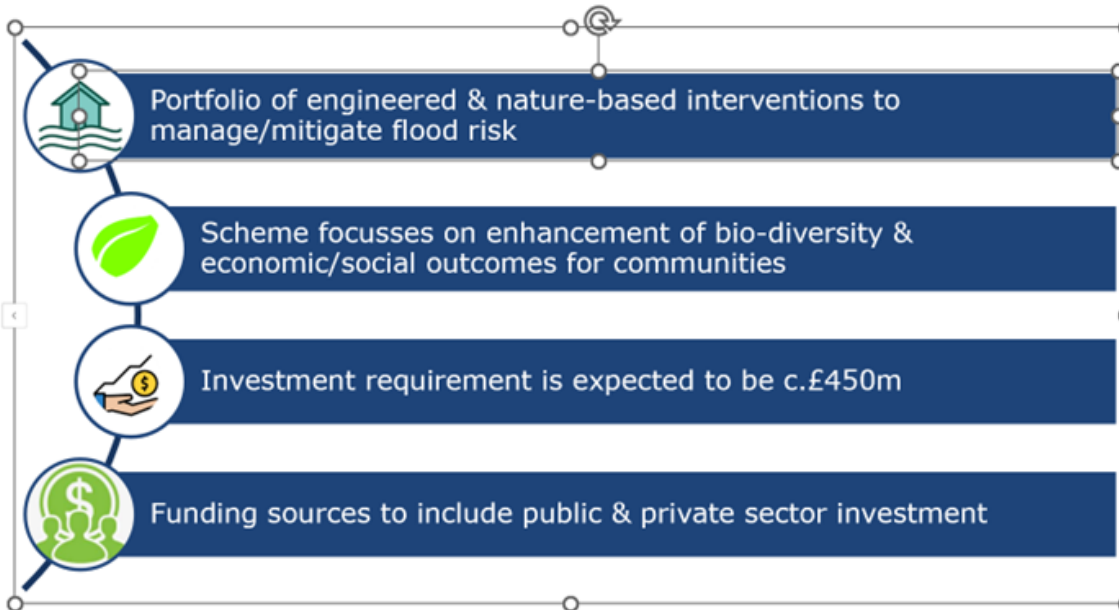 Portfolio of engineered & nature-based interventions to
manage/mitigate flood risk
Scheme focusses on enhancement of bio-diversity &
economic/social outcomes for communities
$
Investment requirement is expected to be c.£450m
$
Funding sources to include public & private sector investment